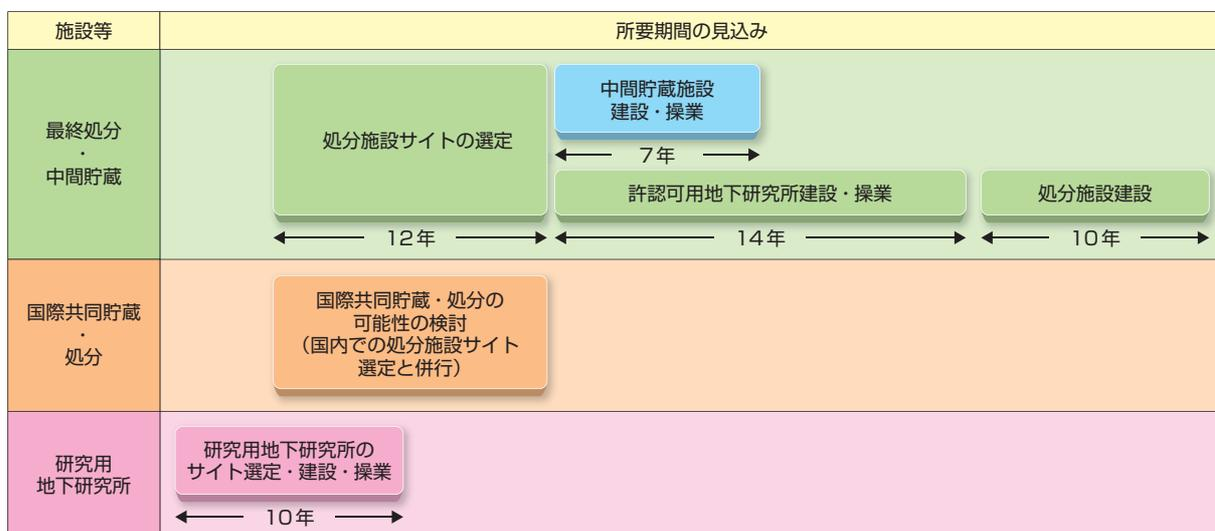 施設等
所要期間の見込み
最終処分
・
中間貯蔵
処分施設サイトの選定
中間貯蔵施設
建設・操業
7年
許認可用地下研究所建設・操業
処分施設建設
12年
14年
10年
国際共同貯蔵
・
処分
国際共同貯蔵・処分の
可能性の検討
（国内での処分施設サイト
選定と併行）
研究用
地下研究所
研究用地下研究所の
サイト選定・建設・操業
10年